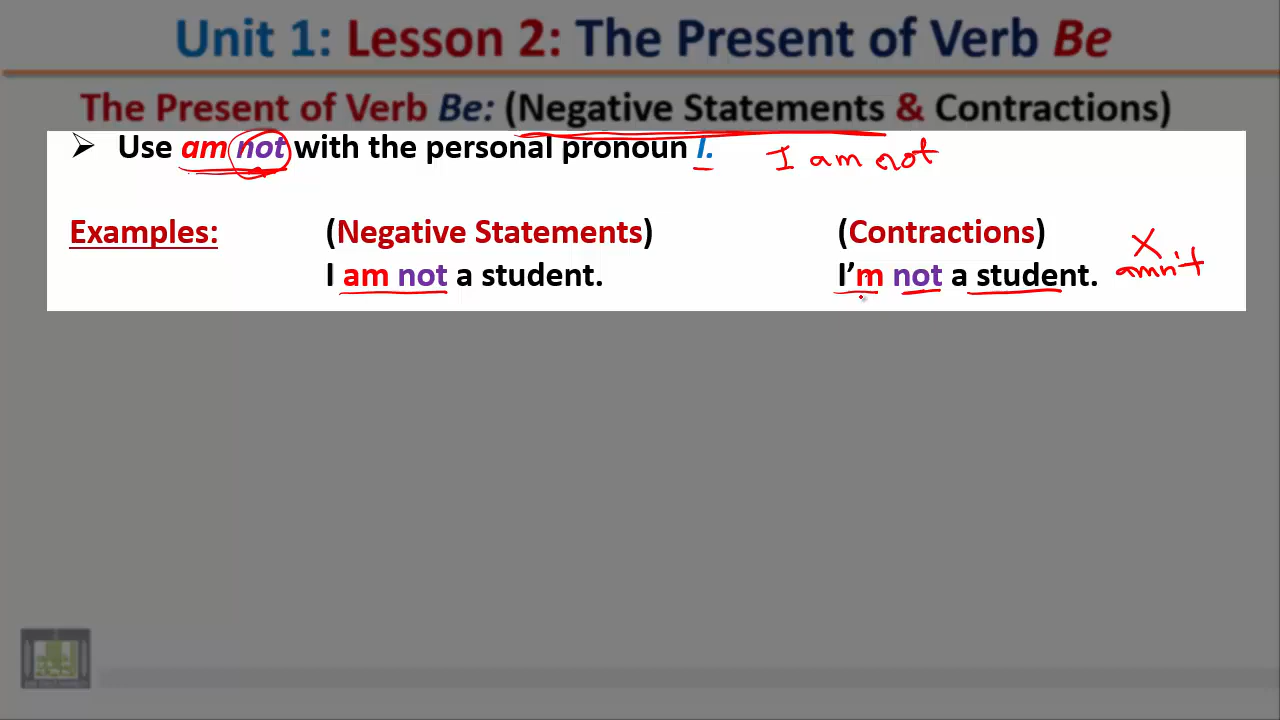 Unit 1: Lesson 2: The Present of Verb Be
The Present of Verb Be: (Negative Statements & Contractions)
➢ Use am not with the personal pronoun I. I am not
Examples: (Negative Statements) (Contractions) X
I am not a student. I’m not a student. amn't